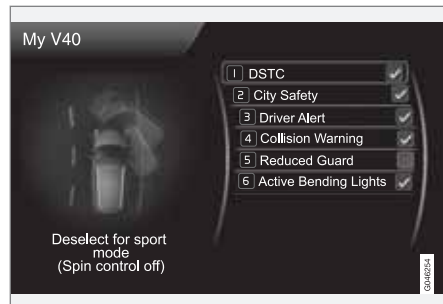 My V40
1 DSTC
2 City Safety
3 Driver Alert
4 Collision Warning
5 Reduced Guard
6 Active Bending Lights
Deselect for sport
mode
(Spin control off)
G046254